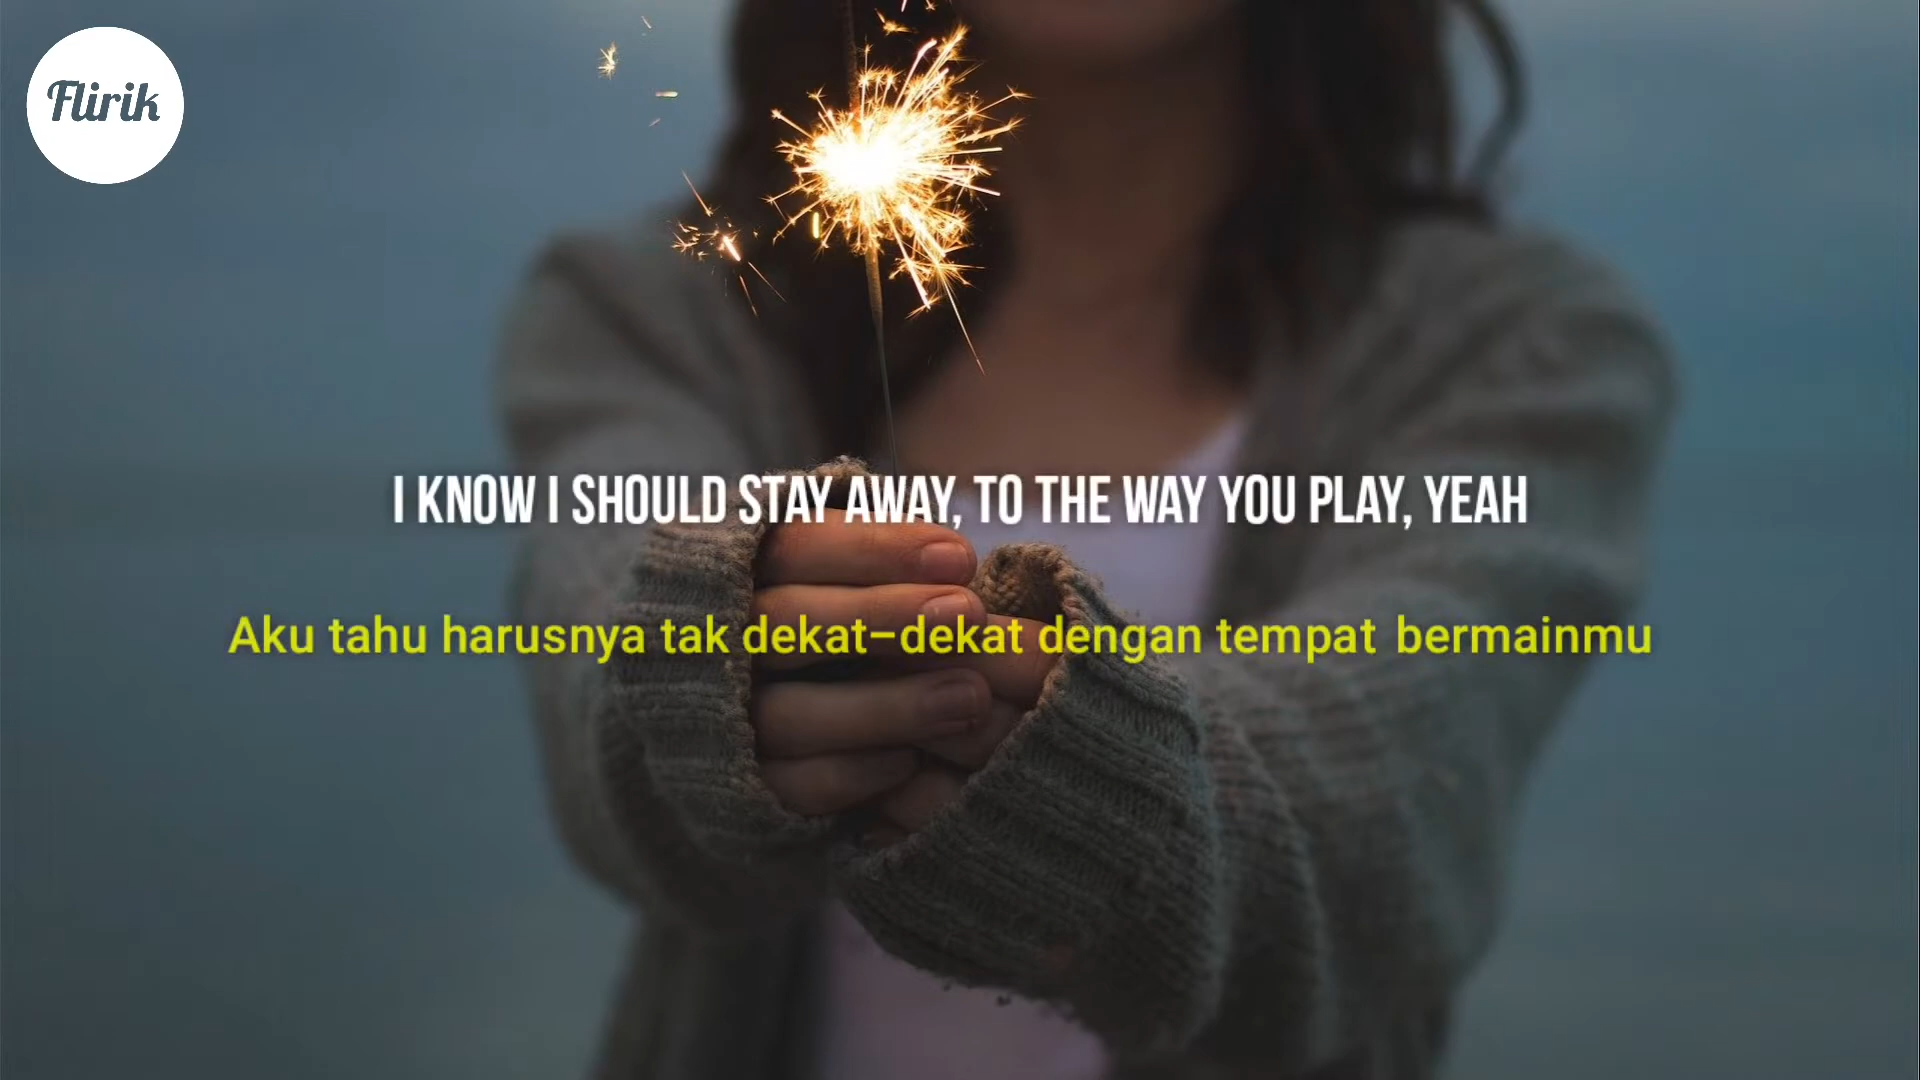 Flirik
I KNOW I SHOULD STAY AWAY, TO THE WAY YOU PLAY, YEAH
Aku tahu harusnya tak dekat-dekat dengan tempat bermainmu